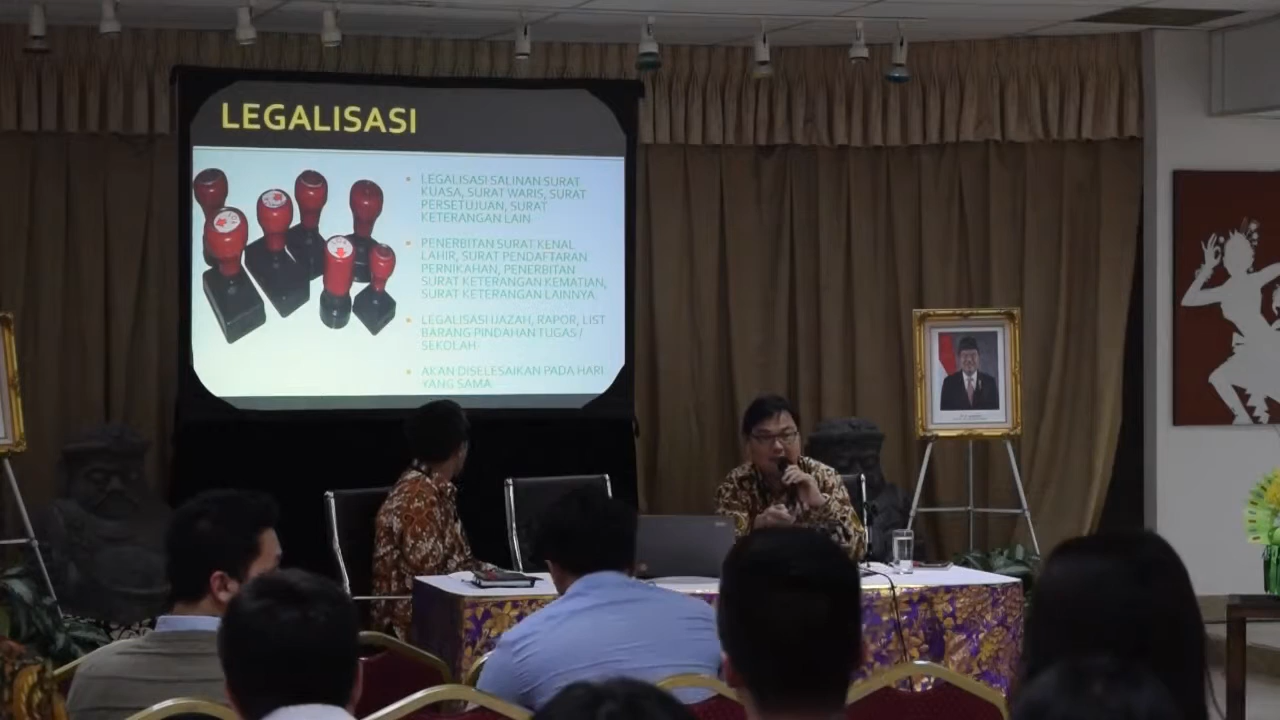 LEGALISASI
LEGALISASI SALINAN SURAT
KUASA, SURAT WARIS, SURAT
PERSETUJUAN, SURAT
KETERANGAN LAIN
PENERBITAN SURAT KENAL
LAHIR, SURAT PENDAFTARAN
PERNIKAHAN, PENERBITAN
SURAT KETERANGAN KEMATIAN,
SURAT KETERANGAN LAINNYA.
LEGALISASI IJAZAH, RAPOR, LIST
BARANG PINDAHAN TUGAS /
SEKOLAH
AKAN DISELESAIKAN PADA HARI
YANG SAMA.